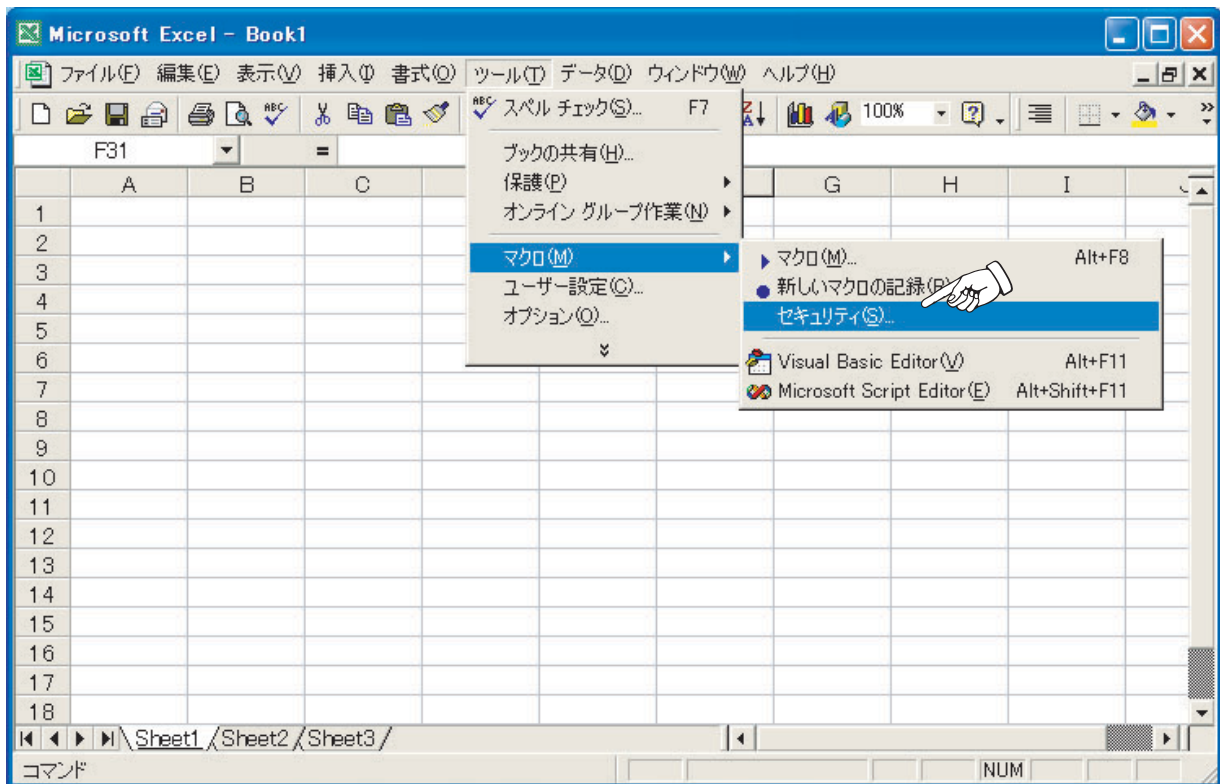 Microsoft Excel - Book1
ファイル(F) 編集(E) 表示(V) 挿入(I) 書式(O) ツール(T) データ(D) ウィンドウ(W) ヘルプ(H)
100%
F31 =
ABC スペル チェック(S)... F7
ブックの共有(H)...
保護(P)
オンライン グループ作業(N)
マクロ(M)
ユーザー設定(C)...
オプション(O)...
マクロ(M)... Alt+F8
新しいマクロの記録(R)
セキュリティ(S)...
Visual Basic Editor(V) Alt+F11
Microsoft Script Editor(E) Alt+Shift+F11
A B C G H I J
1
2
3
4
5
6
7
8
9
10
11
12
13
14
15
16
17
18
Sheet1 Sheet2 Sheet3
コマンド NUM